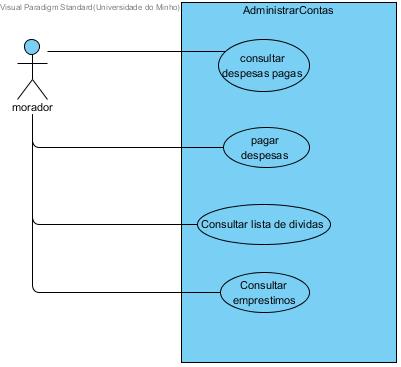 Visual Paradigm Standard(Universidade do Minho)
AdministrarContas
consultar
despesas pagas
morador
pagar
despesas
Consultar lista de dividas
Consultar
emprestimos